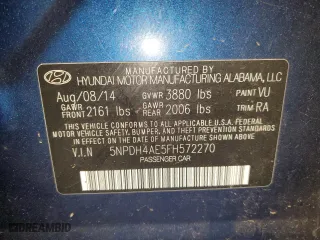 MANUFACTURED BY
HYUNDAI MOTOR MANUFACTURING ALABAMA, LLC
Aug/08/14 GVWR 3880 lbs PAINT VU
GAWR FRONT 2161 lbs GAWR REAR 2006 lbs TRIM RA
THIS VEHICLE CONFORMS TO ALL APPLICABLE U.S. FEDERAL
MOTOR VEHICLE SAFETY, BUMPER, AND THEFT PREVENTION
STANDARDS IN EFFECT ON THE DATE OF MANUFACTURE
SHOWN ABOVE.
V.I.N 5NPDH4AE5FH572270
PASSENGER CAR